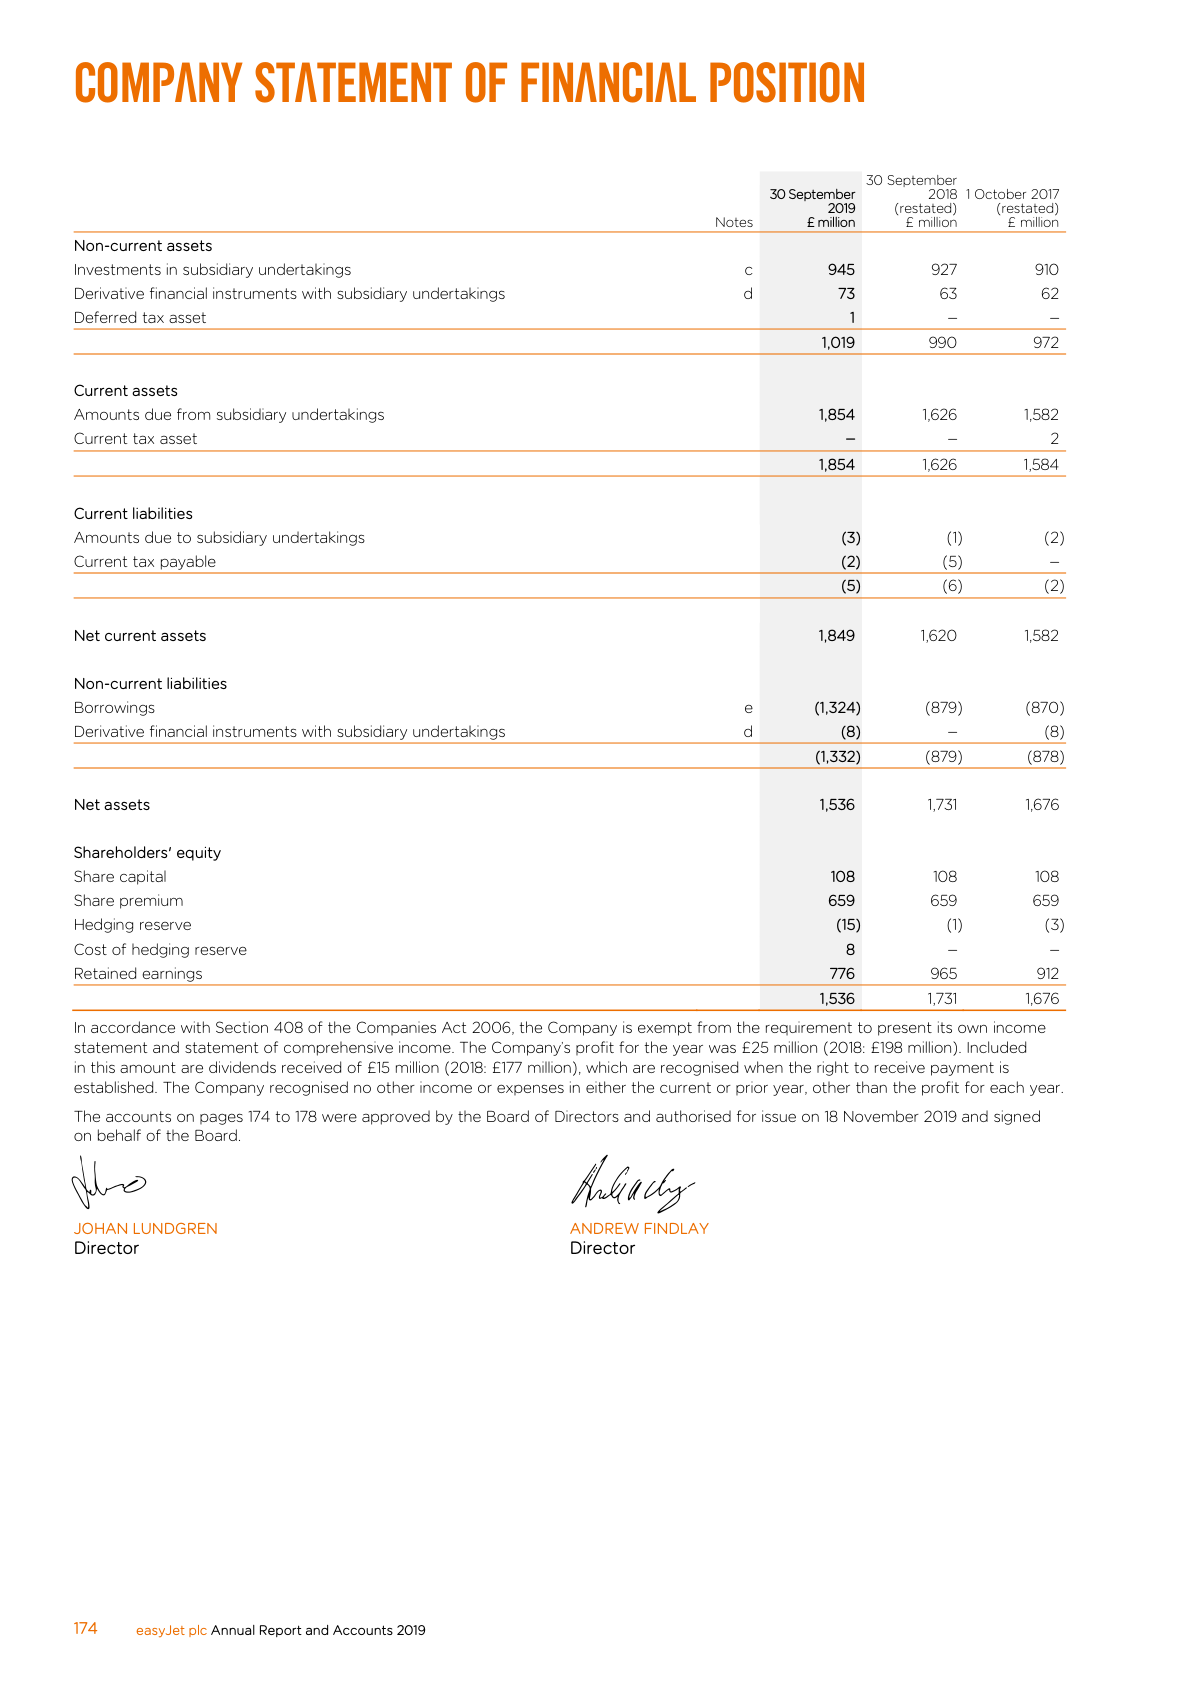 COMPANY STATEMENT OF FINANCIAL POSITION
Notes 30 September 2019 £ million 30 September 2018 (restated) £ million 1 October 2017 (restated) £ million
Non-current assets
Investments in subsidiary undertakings c 945 927 910
Derivative financial instruments with subsidiary undertakings d 73 63 62
Deferred tax asset 1 – –
1,019 990 972
Current assets
Amounts due from subsidiary undertakings 1,854 1,626 1,582
Current tax asset – – 2
1,854 1,626 1,584
Current liabilities
Amounts due to subsidiary undertakings (3) (1) (2)
Current tax payable (2) (5) –
(5) (6) (2)
Net current assets 1,849 1,620 1,582
Non-current liabilities
Borrowings e (1,324) (879) (870)
Derivative financial instruments with subsidiary undertakings d (8) – (8)
(1,332) (879) (878)
Net assets 1,536 1,731 1,676
Shareholders' equity
Share capital 108 108 108
Share premium 659 659 659
Hedging reserve (15) (1) (3)
Cost of hedging reserve 8 – –
Retained earnings 776 965 912
1,536 1,731 1,676
In accordance with Section 408 of the Companies Act 2006, the Company is exempt from the requirement to present its own income
statement and statement of comprehensive income. The Company's profit for the year was £25 million (2018: £198 million). Included
in this amount are dividends received of £15 million (2018: £177 million), which are recognised when the right to receive payment is
established. The Company recognised no other income or expenses in either the current or prior year, other than the profit for each year.
The accounts on pages 174 to 178 were approved by the Board of Directors and authorised for issue on 18 November 2019 and signed
on behalf of the Board.
JOHAN LUNDGREN ANDREW FINDLAY
Director Director
174 easyJet plc Annual Report and Accounts 2019